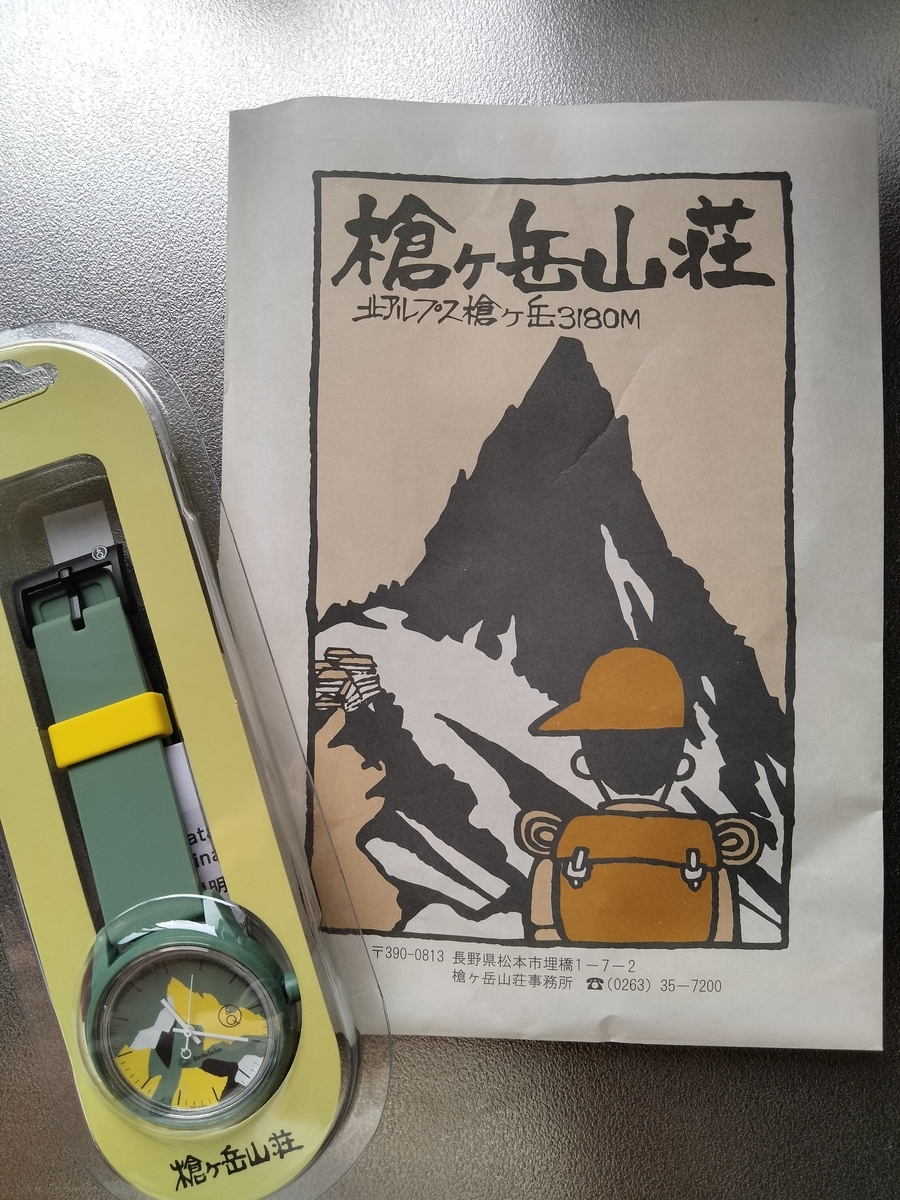 槍ヶ岳山荘
北アルプス槍ヶ岳3180M
〒390-0813 長野県松本市埋橋1-7-2
槍ヶ岳山荘事務所 ☎(0263) 35-7200
槍ヶ岳山荘